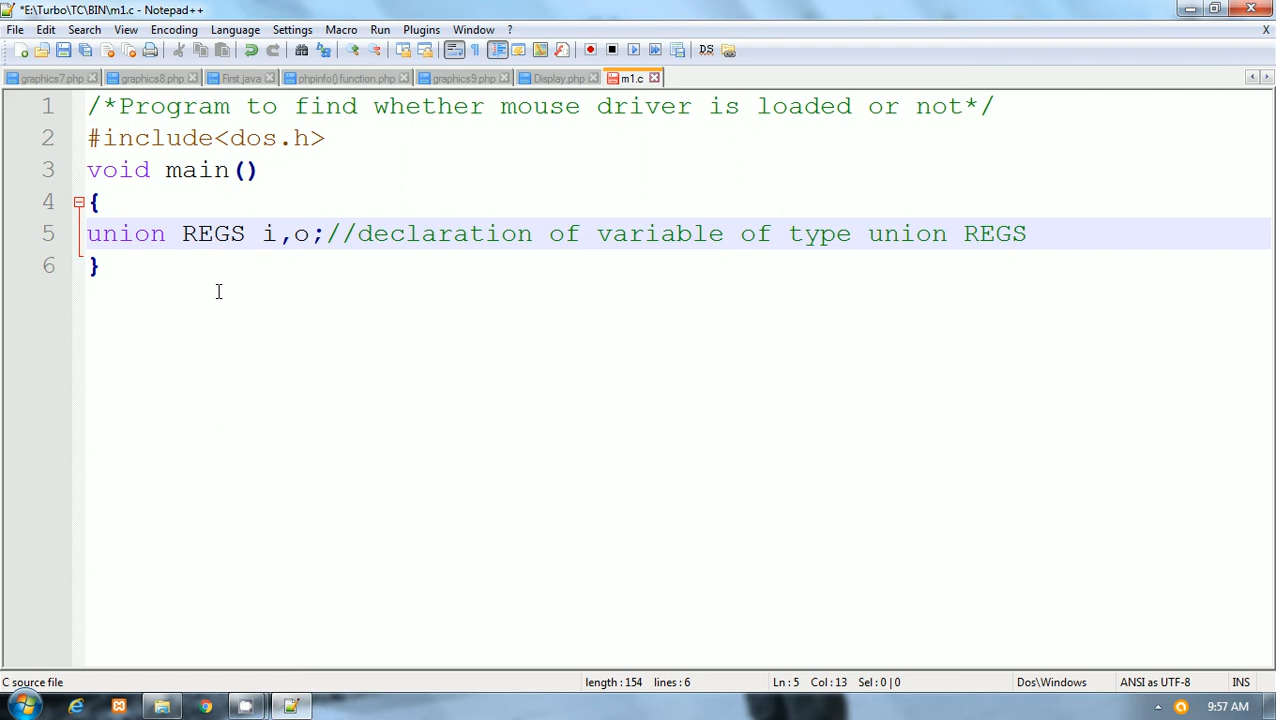 *E:\Turbo\TC\BIN\m1.c - Notepad++
File Edit Search View Encoding Language Settings Macro Run Plugins Window ? X
graphics7.php graphics8.php First.java phpinfo() function.php graphics9.php Display.php m1.c
1 /*Program to find whether mouse driver is loaded or not*/
2 #include<dos.h>
3 void main()
4 {
5 union REGS i,o;//declaration of variable of type union REGS
6 }
C source file length : 154 lines : 6 Ln : 5 Col : 13 Sel : 0 | 0 Dos\Windows ANSI as UTF-8 INS
9:57 AM